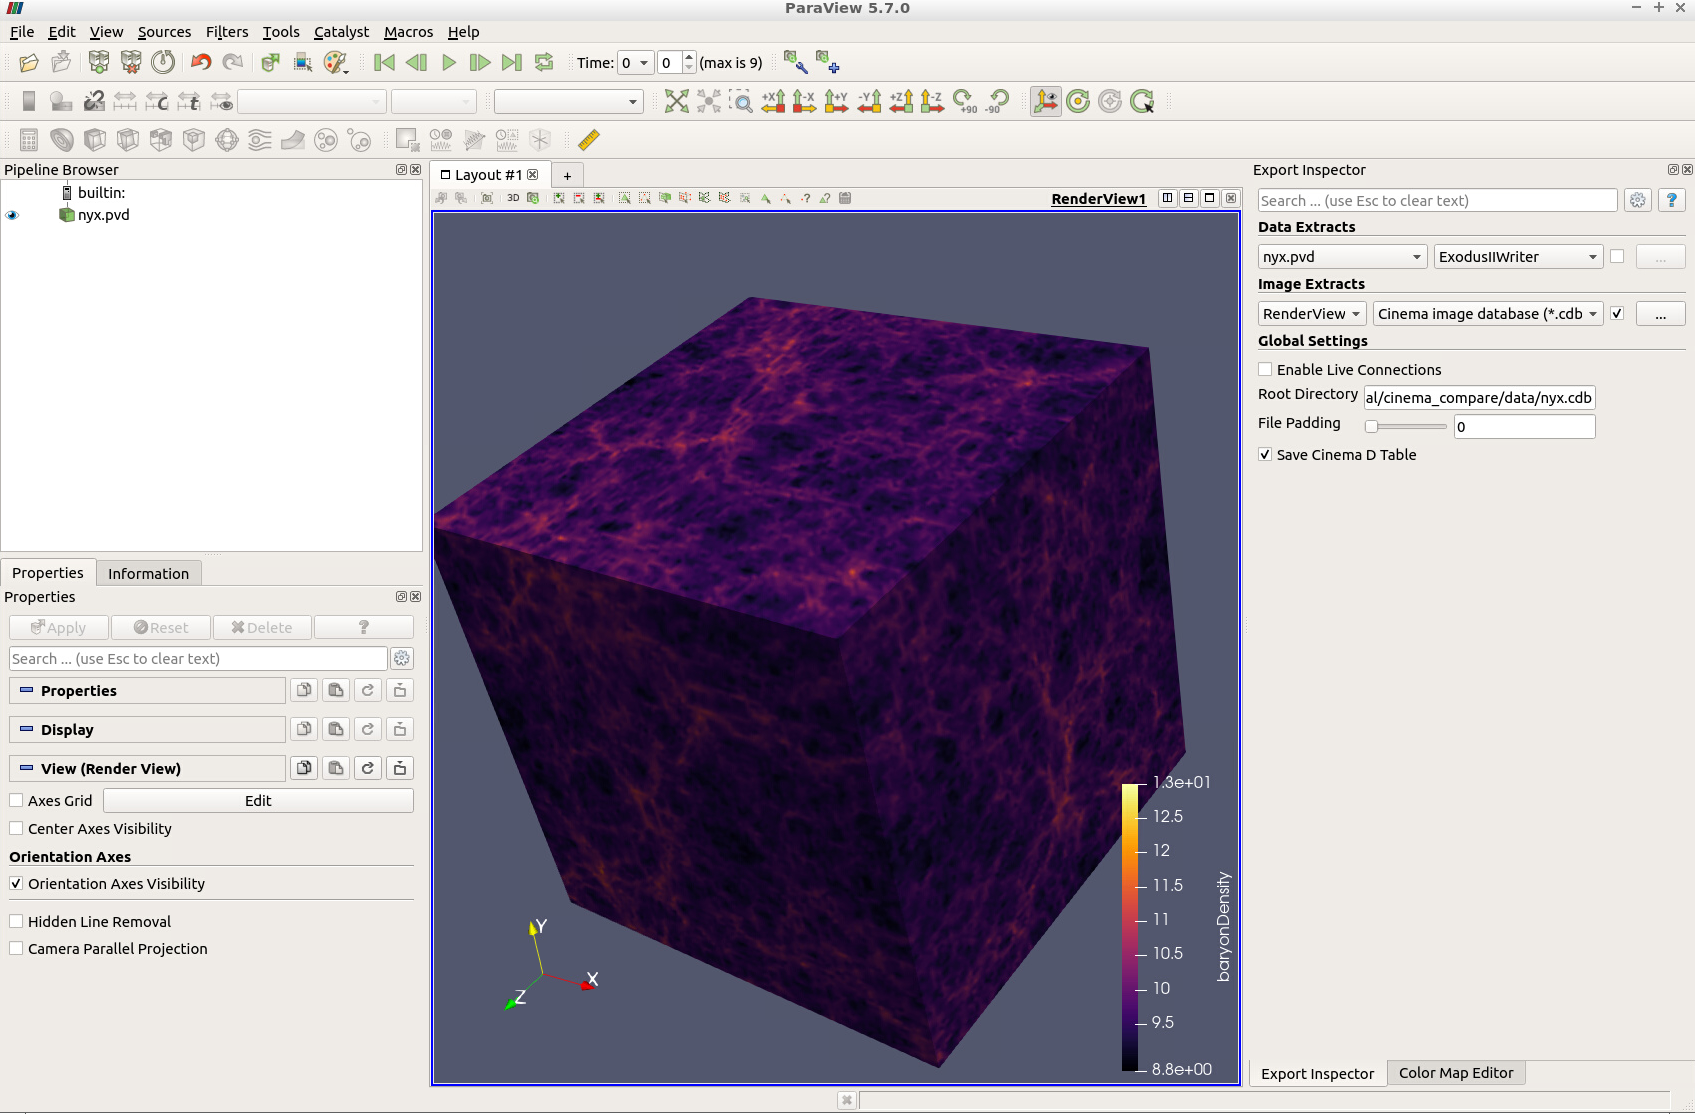 ParaView 5.7.0
File Edit View Sources Filters Tools Catalyst Macros Help
Time: 0 0 (max is 9)
+X -X +Y -Y +Z -Z +90 -90
Pipeline Browser
builtin:
nyx.pvd
Properties Information
Properties
Apply Reset Delete ?
Search ... (use Esc to clear text)
Properties
Display
View (Render View)
Axes Grid Edit
Center Axes Visibility
Orientation Axes
Orientation Axes Visibility
Hidden Line Removal
Camera Parallel Projection
Layout #1 +
3D RenderView1
1.3e+01
12.5
12
11.5
11
10.5
10
9.5
8.8e+00
baryonDensity
Y
X
Z
Export Inspector
Search ... (use Esc to clear text) ?
Data Extracts
nyx.pvd ExodusIIWriter ...
Image Extracts
RenderView Cinema image database (*.cdb ...
Global Settings
Enable Live Connections
Root Directory al/cinema_compare/data/nyx.cdb
File Padding 0
Save Cinema D Table
Export Inspector Color Map Editor